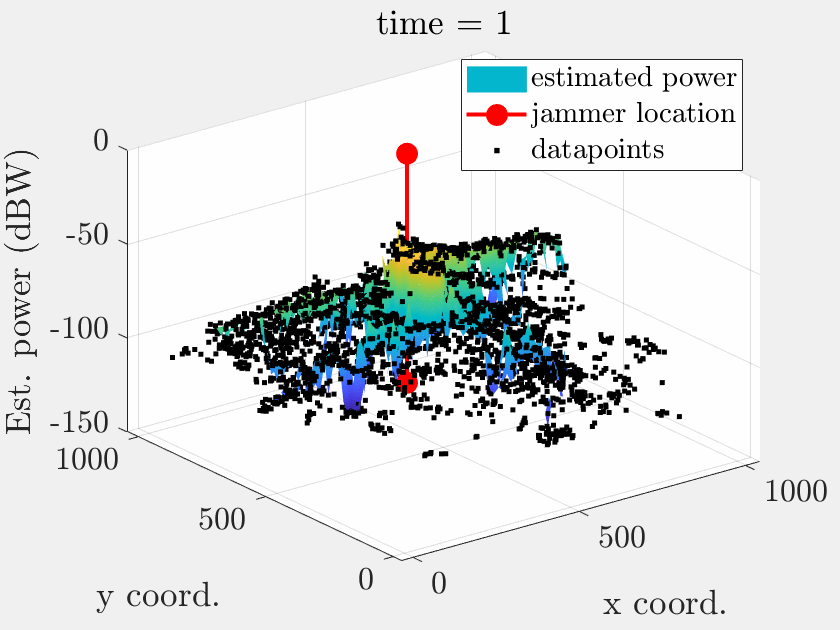 time = 1
estimated power
jammer location
datapoints
Est. power (dBW)
0
-50
-100
-150
1000
500
0
y coord.
0
500
1000
x coord.